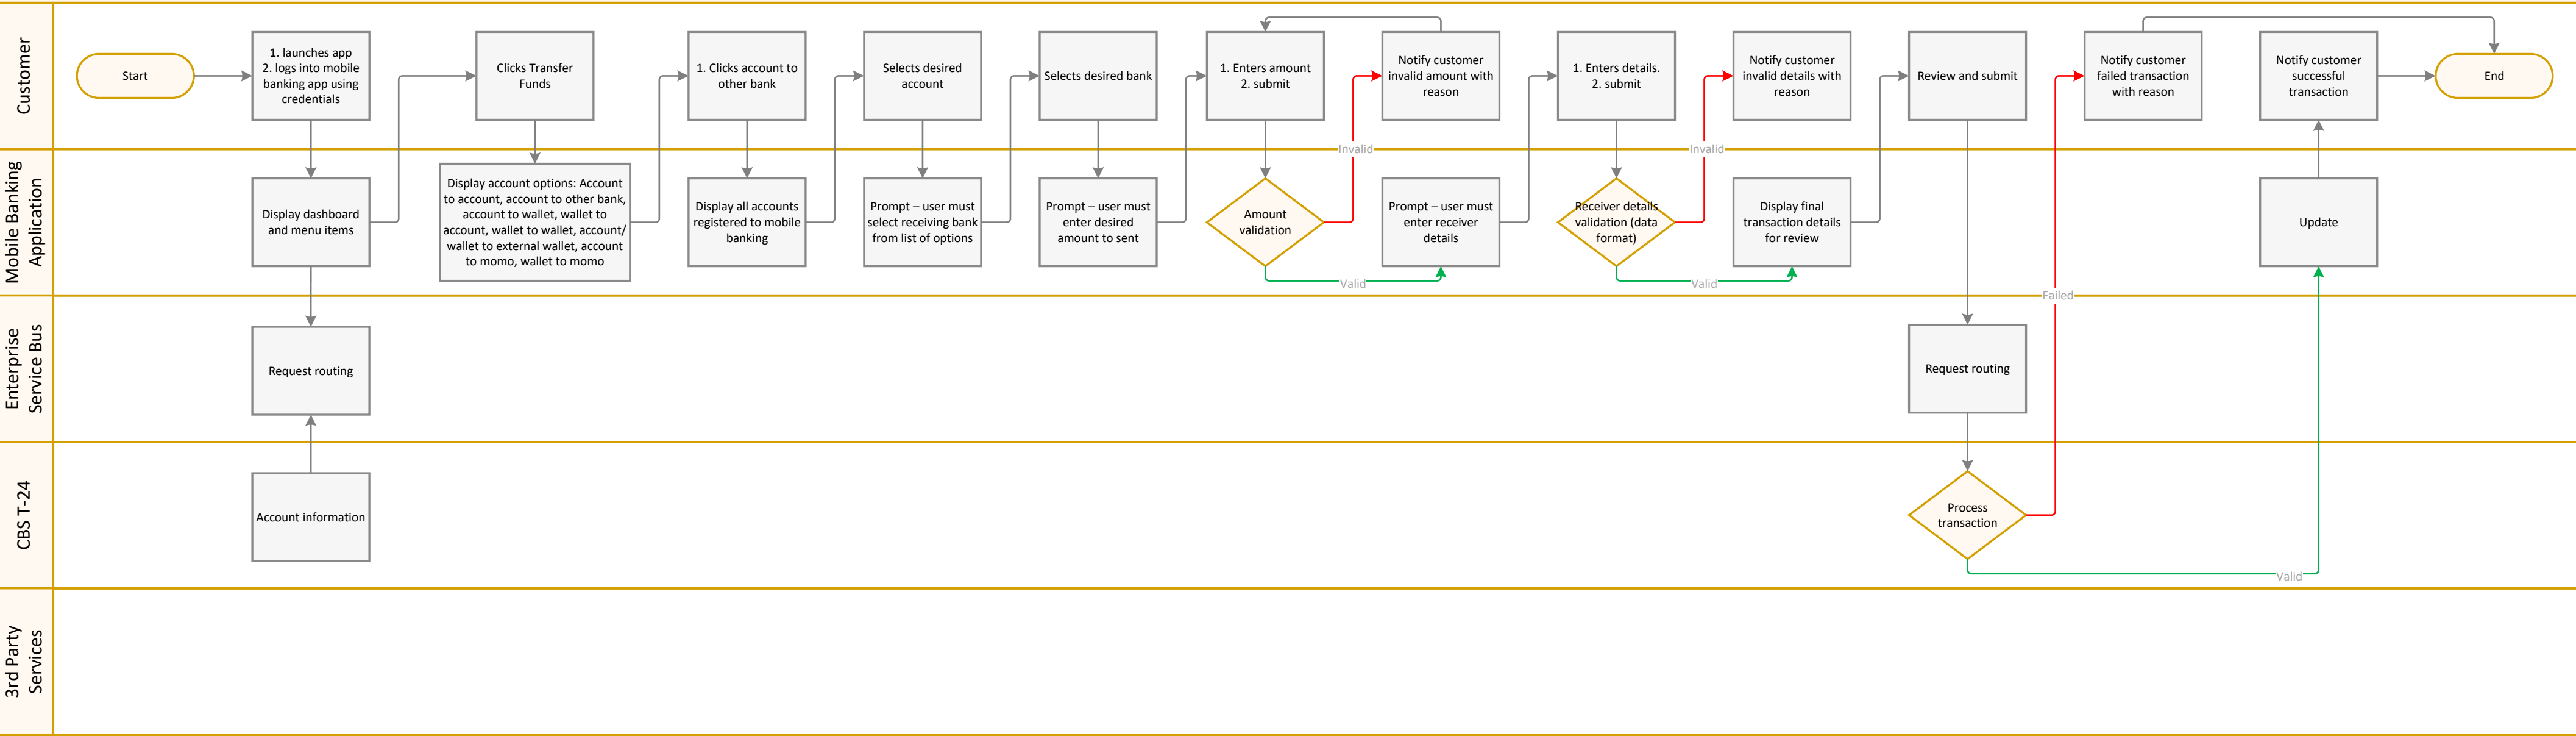 Customer
Start
1. launches app
2. logs into mobile
banking app using
credentials
Clicks Transfer
Funds
1. Clicks account to
other bank
Selects desired
account
Selects desired bank
1. Enters amount
2. submit
Notify customer
invalid amount with
reason
1. Enters details.
2. submit
Notify customer
invalid details with
reason
Review and submit
Notify customer
failed transaction
with reason
Notify customer
successful
transaction
End
Invalid
Invalid
Mobile Banking
Application
Display dashboard
and menu items
Display account options: Account
to account, account to other bank,
account to wallet, wallet to
account, wallet to wallet, account/
wallet to external wallet, account
to momo, wallet to momo
Display all accounts
registered to mobile
banking
Prompt – user must
select receiving bank
from list of options
Prompt – user must
enter desired
amount to sent
Amount
validation
Prompt – user must
enter receiver
details
Receiver details
validation (data
format)
Display final
transaction details
for review
Update
Valid
Valid
Failed
Enterprise
Service Bus
Request routing
Request routing
CBS T-24
Account information
Process
transaction
Valid
3rd Party
Services